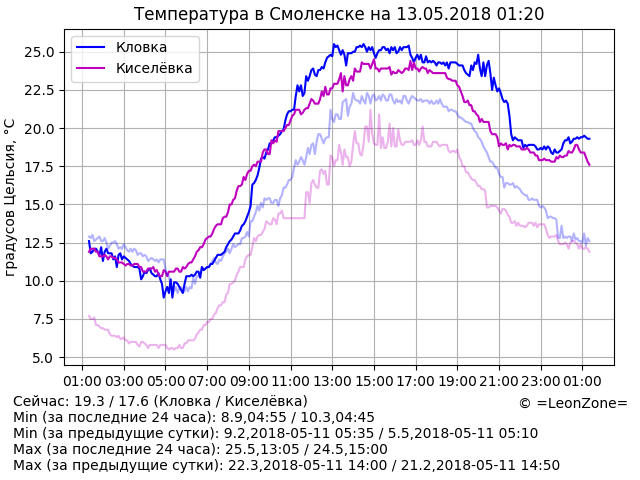 Температура в Смоленске на 13.05.2018 01:20
Кловка
Киселёвка
градусов Цельсия, °C
25.0
22.5
20.0
17.5
15.0
12.5
10.0
7.5
5.0
01:00 03:00 05:00 07:00 09:00 11:00 13:00 15:00 17:00 19:00 21:00 23:00 01:00
Сейчас: 19.3 / 17.6 (Кловка / Киселёвка)
© =LeonZone=
Min (за последние 24 часа): 8.9,04:55 / 10.3,04:45
Min (за предыдущие сутки): 9.2,2018-05-11 05:35 / 5.5,2018-05-11 05:10
Max (за последние 24 часа): 25.5,13:05 / 24.5,15:00
Max (за предыдущие сутки): 22.3,2018-05-11 14:00 / 21.2,2018-05-11 14:50